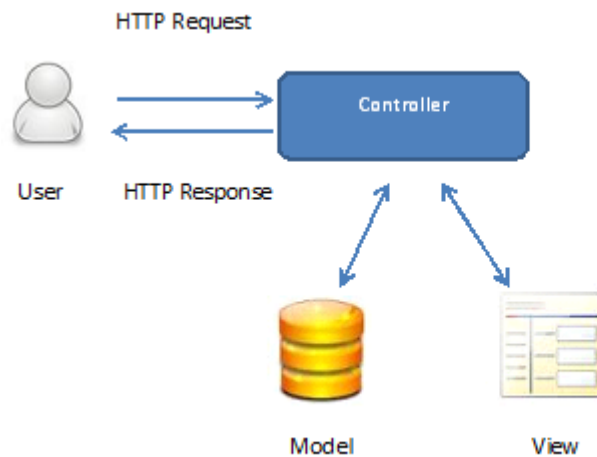 HTTP Request
Controller
User
HTTP Response
Model
View